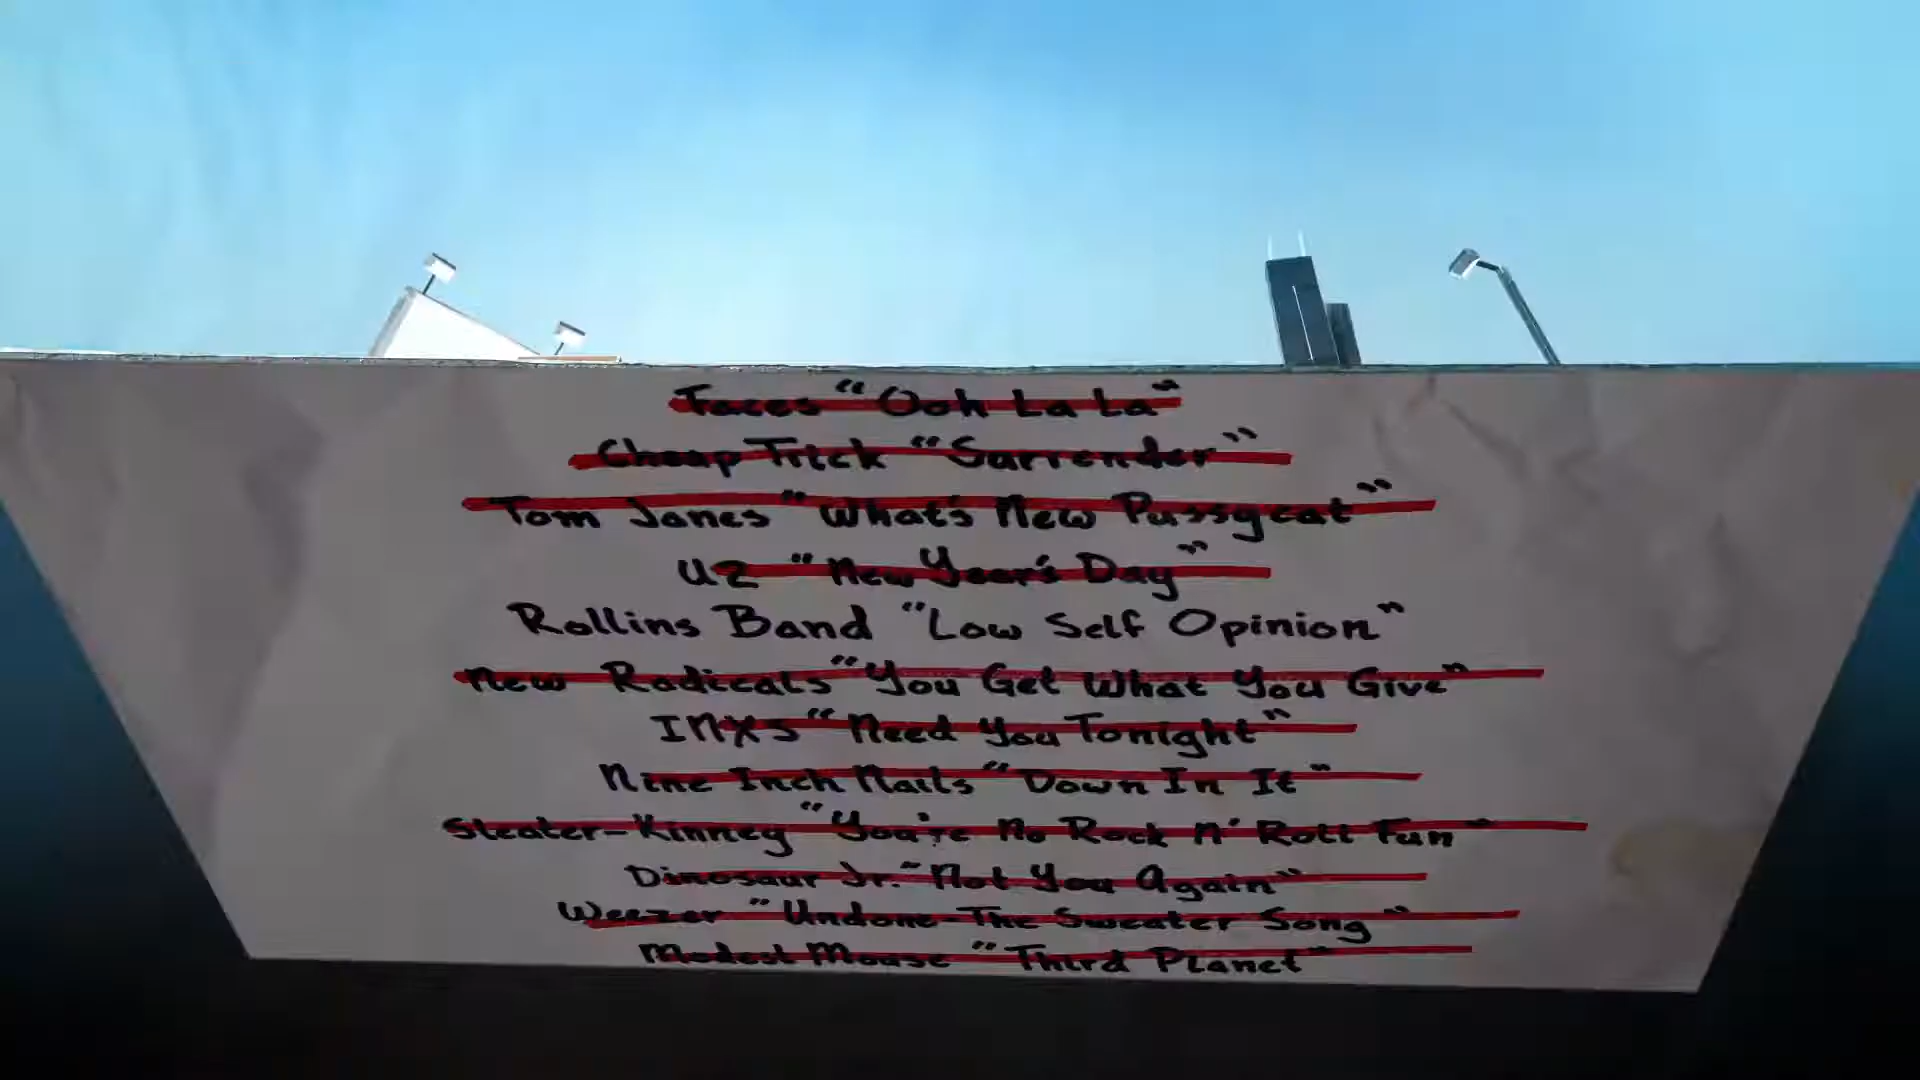 Faces "Ooh La La"
Cheap Trick "Surrender"
Tom Jones "What's New Pussycat"
U2 "New Year's Day"
Rollins Band "Low Self Opinion"
New Radicals "You Get What You Give"
INXS "Need You Tonight"
Nine Inch Nails "Down In It"
Sleater-Kinney "You're No Rock N' Roll Fun"
Dinosaur Jr. "Not You Again"
Weezer "Undone-The Sweater Song"
Modest Mouse "Third Planet"